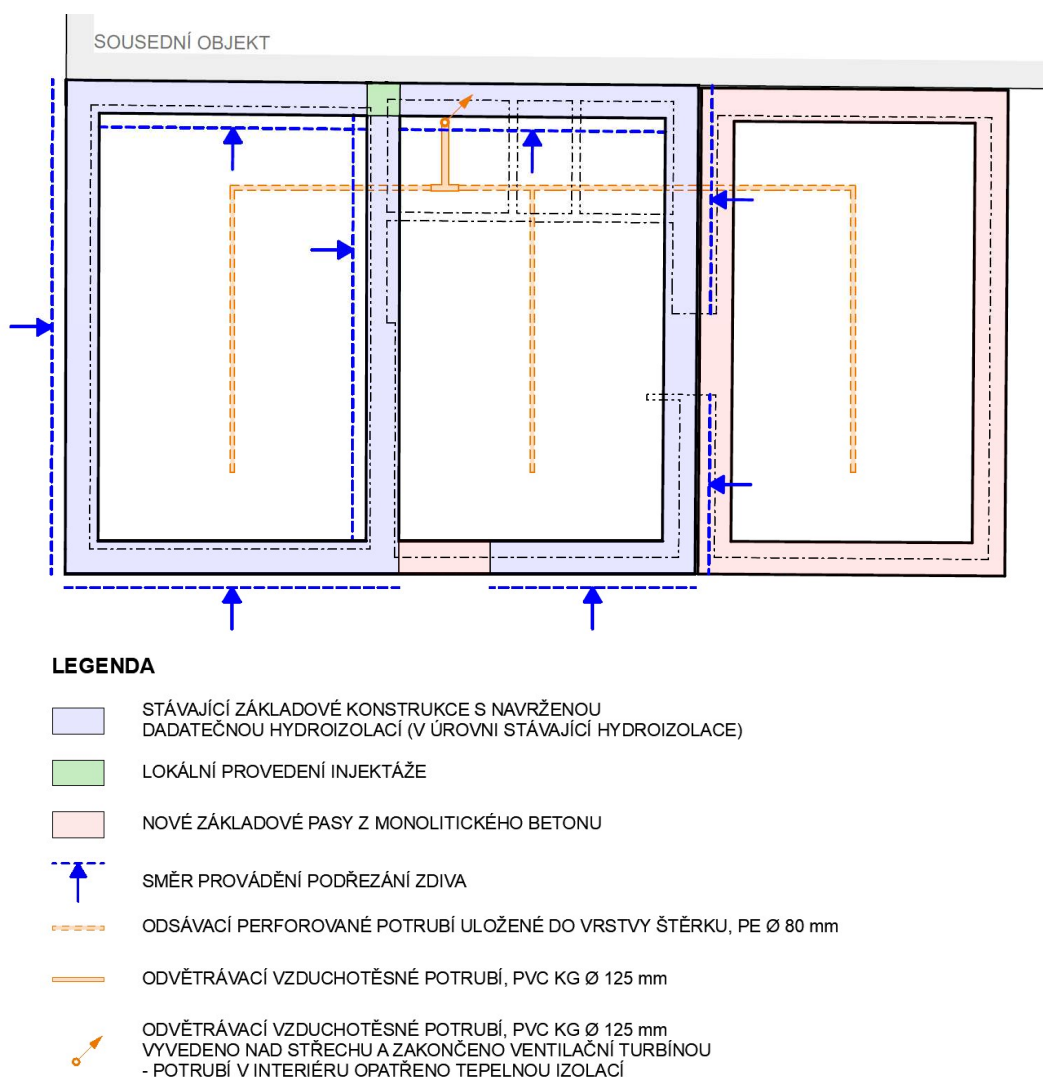 SOUSEDNÍ OBJEKT
LEGENDA
STÁVAJÍCÍ ZÁKLADOVÉ KONSTRUKCE S NAVRŽENOU
DADATEČNOU HYDROIZOLACÍ (V ÚROVNI STÁVAJÍCÍ HYDROIZOLACE)
LOKÁLNÍ PROVEDENÍ INJEKTÁŽE
NOVÉ ZÁKLADOVÉ PASY Z MONOLITICKÉHO BETONU
SMĚR PROVÁDĚNÍ PODŘEZÁNÍ ZDIVA
ODSÁVACÍ PERFOROVANÉ POTRUBÍ ULOŽENÉ DO VRSTVY ŠTĚRKU, PE Ø 80 mm
ODVĚTRÁVACÍ VZDUCHOTĚSNÉ POTRUBÍ, PVC KG Ø 125 mm
ODVĚTRÁVACÍ VZDUCHOTĚSNÉ POTRUBÍ, PVC KG Ø 125 mm
VYVEDENO NAD STŘECHU A ZAKONČENO VENTILAČNÍ TURBÍNOU
- POTRUBÍ V INTERIÉRU OPATŘENO TEPELNOU IZOLACÍ